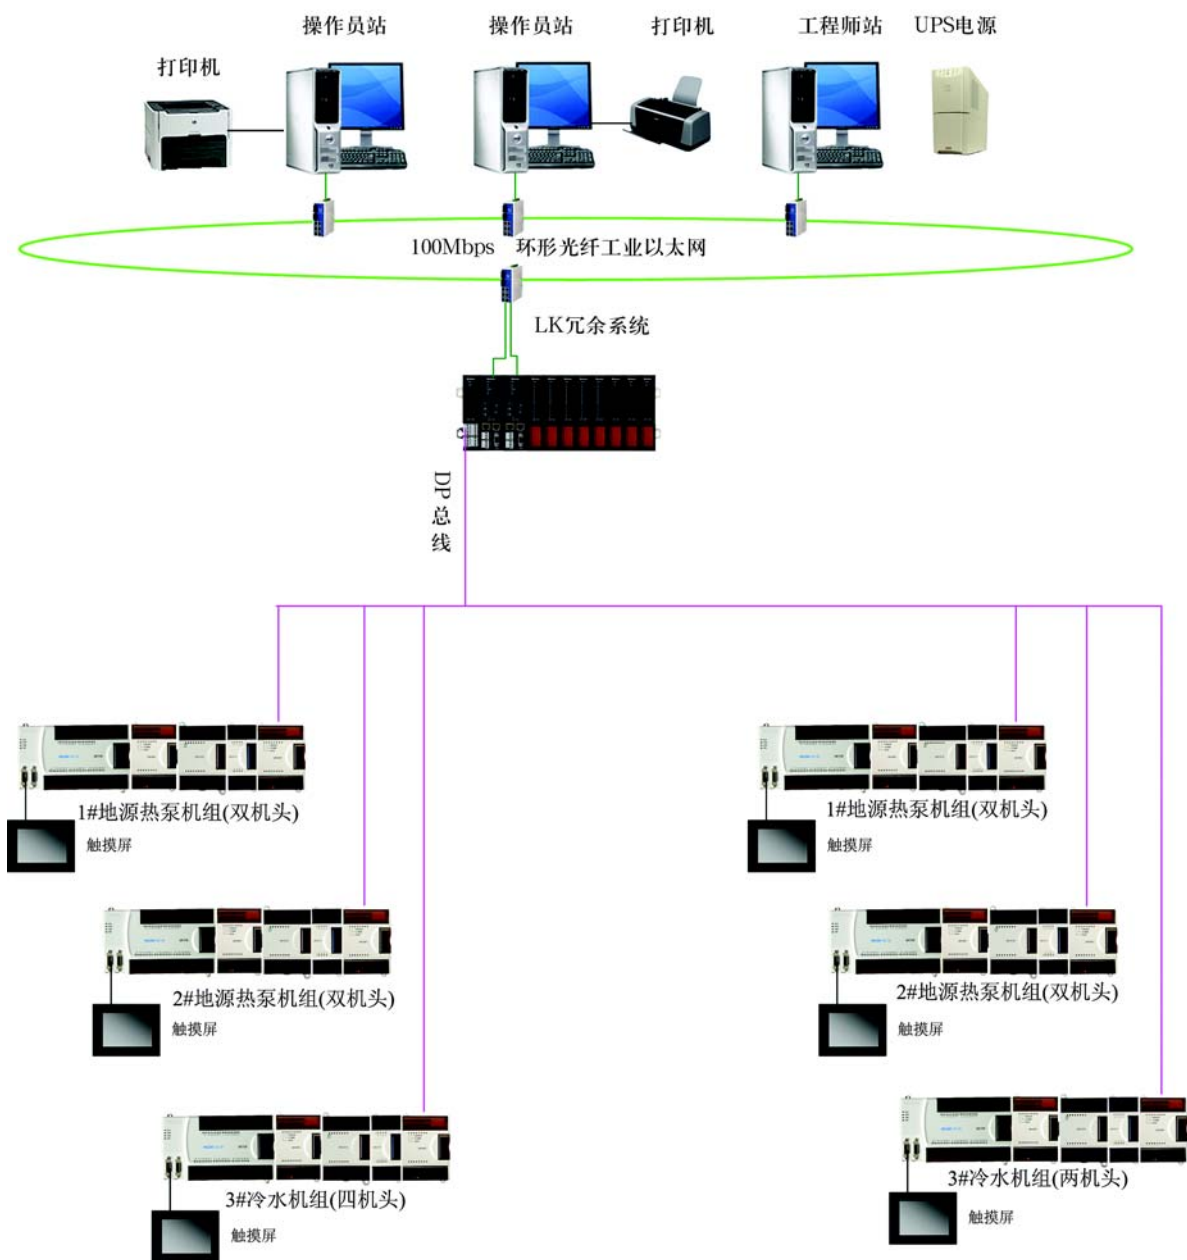 操作员站
操作员站
打印机
工程师站
UPS电源
打印机
100Mbps 环形光纤工业以太网
LK冗余系统
DP总线
1#地源热泵机组(双机头)
触摸屏
1#地源热泵机组(双机头)
触摸屏
2#地源热泵机组(双机头)
触摸屏
2#地源热泵机组(双机头)
触摸屏
3#冷水机组(四机头)
触摸屏
3#冷水机组(两机头)
触摸屏